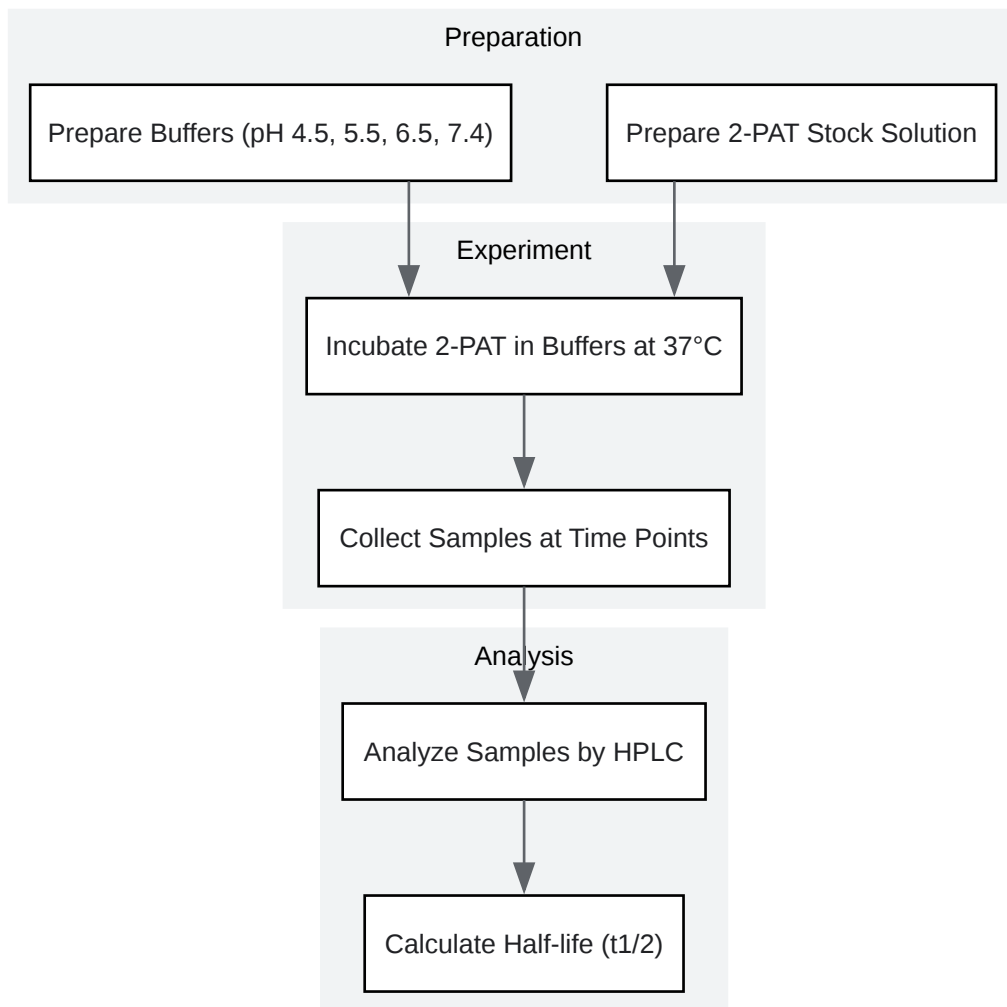 Preparation
Prepare Buffers (pH 4.5, 5.5, 6.5, 7.4)
Prepare 2-PAT Stock Solution
Experiment
Incubate 2-PAT in Buffers at 37°C
Collect Samples at Time Points
Analysis
Analyze Samples by HPLC
Calculate Half-life (t1/2)